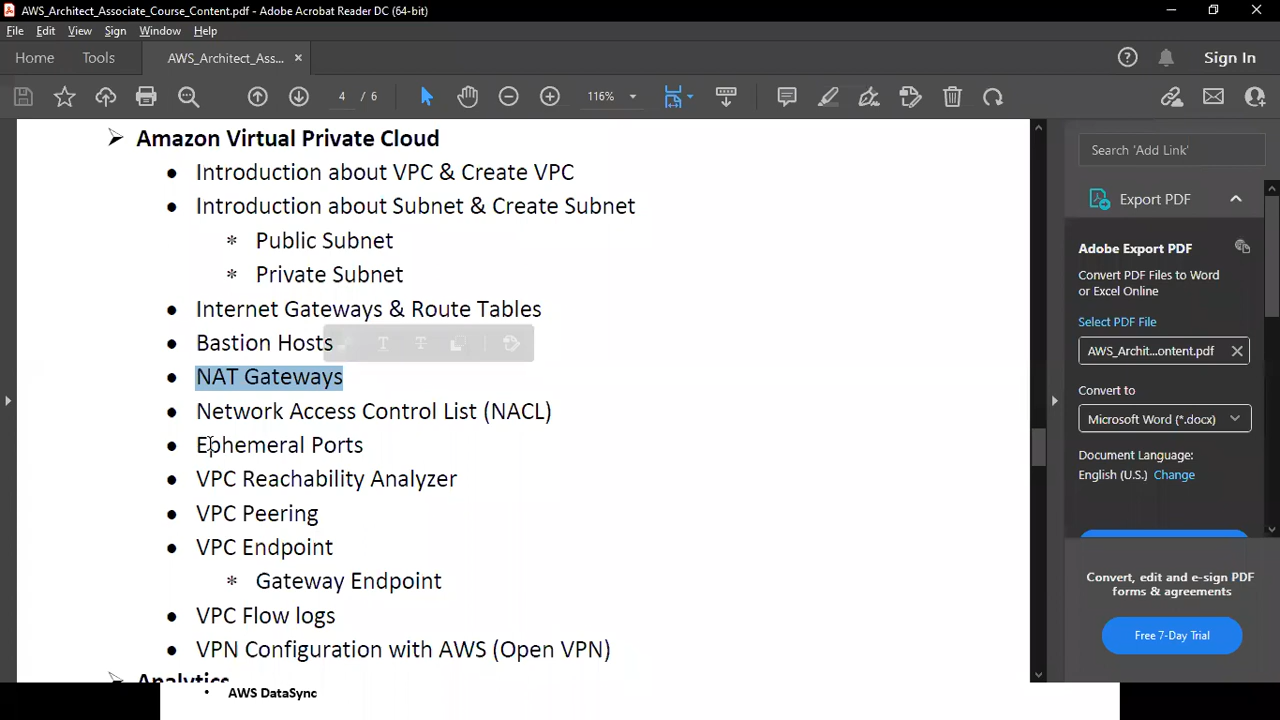 AWS_Architect_Associate_Course_Content.pdf - Adobe Acrobat Reader DC (64-bit)
File Edit View Sign Window Help
Home Tools AWS_Architect_Ass... × Sign In
4 / 6 116%
➢ Amazon Virtual Private Cloud
• Introduction about VPC & Create VPC
• Introduction about Subnet & Create Subnet
* Public Subnet
* Private Subnet
• Internet Gateways & Route Tables
• Bastion Hosts
• NAT Gateways
• Network Access Control List (NACL)
• Ephemeral Ports
• VPC Reachability Analyzer
• VPC Peering
• VPC Endpoint
* Gateway Endpoint
• VPC Flow logs
• VPN Configuration with AWS (Open VPN)
➢ Analytics
• AWS DataSync
Search 'Add Link'
Export PDF
Adobe Export PDF
Convert PDF Files to Word
or Excel Online
Select PDF File
AWS_Archit...ontent.pdf
Convert to
Microsoft Word (*.docx)
Document Language:
English (U.S.) Change
Convert, edit and e-sign PDF
forms & agreements
Free 7-Day Trial